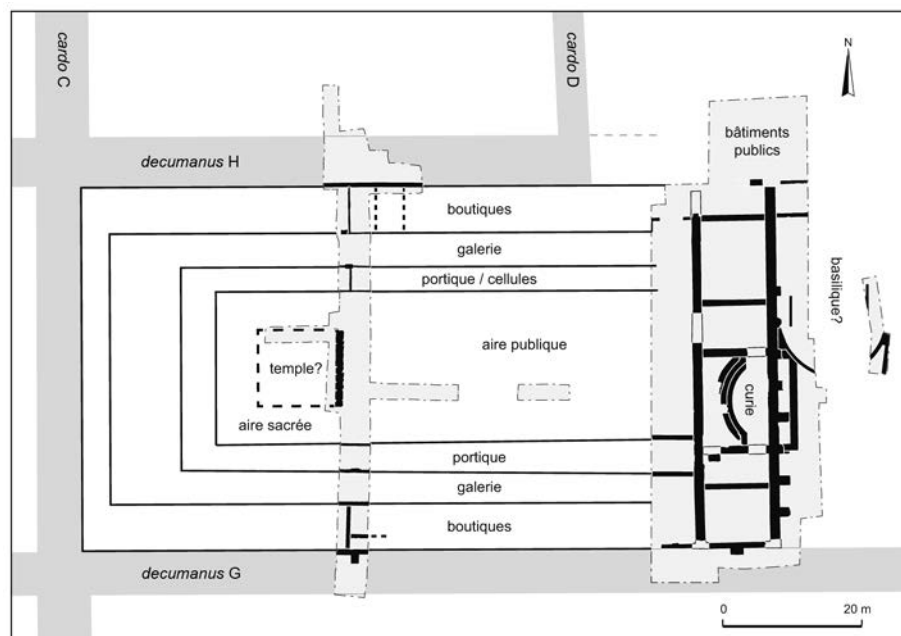 cardo C
cardo D
N
bâtiments
publics
decumanus H
boutiques
galerie
portique / cellules
basilique?
aire publique
temple?
curie
aire sacrée
portique
galerie
boutiques
decumanus G
0
20 m